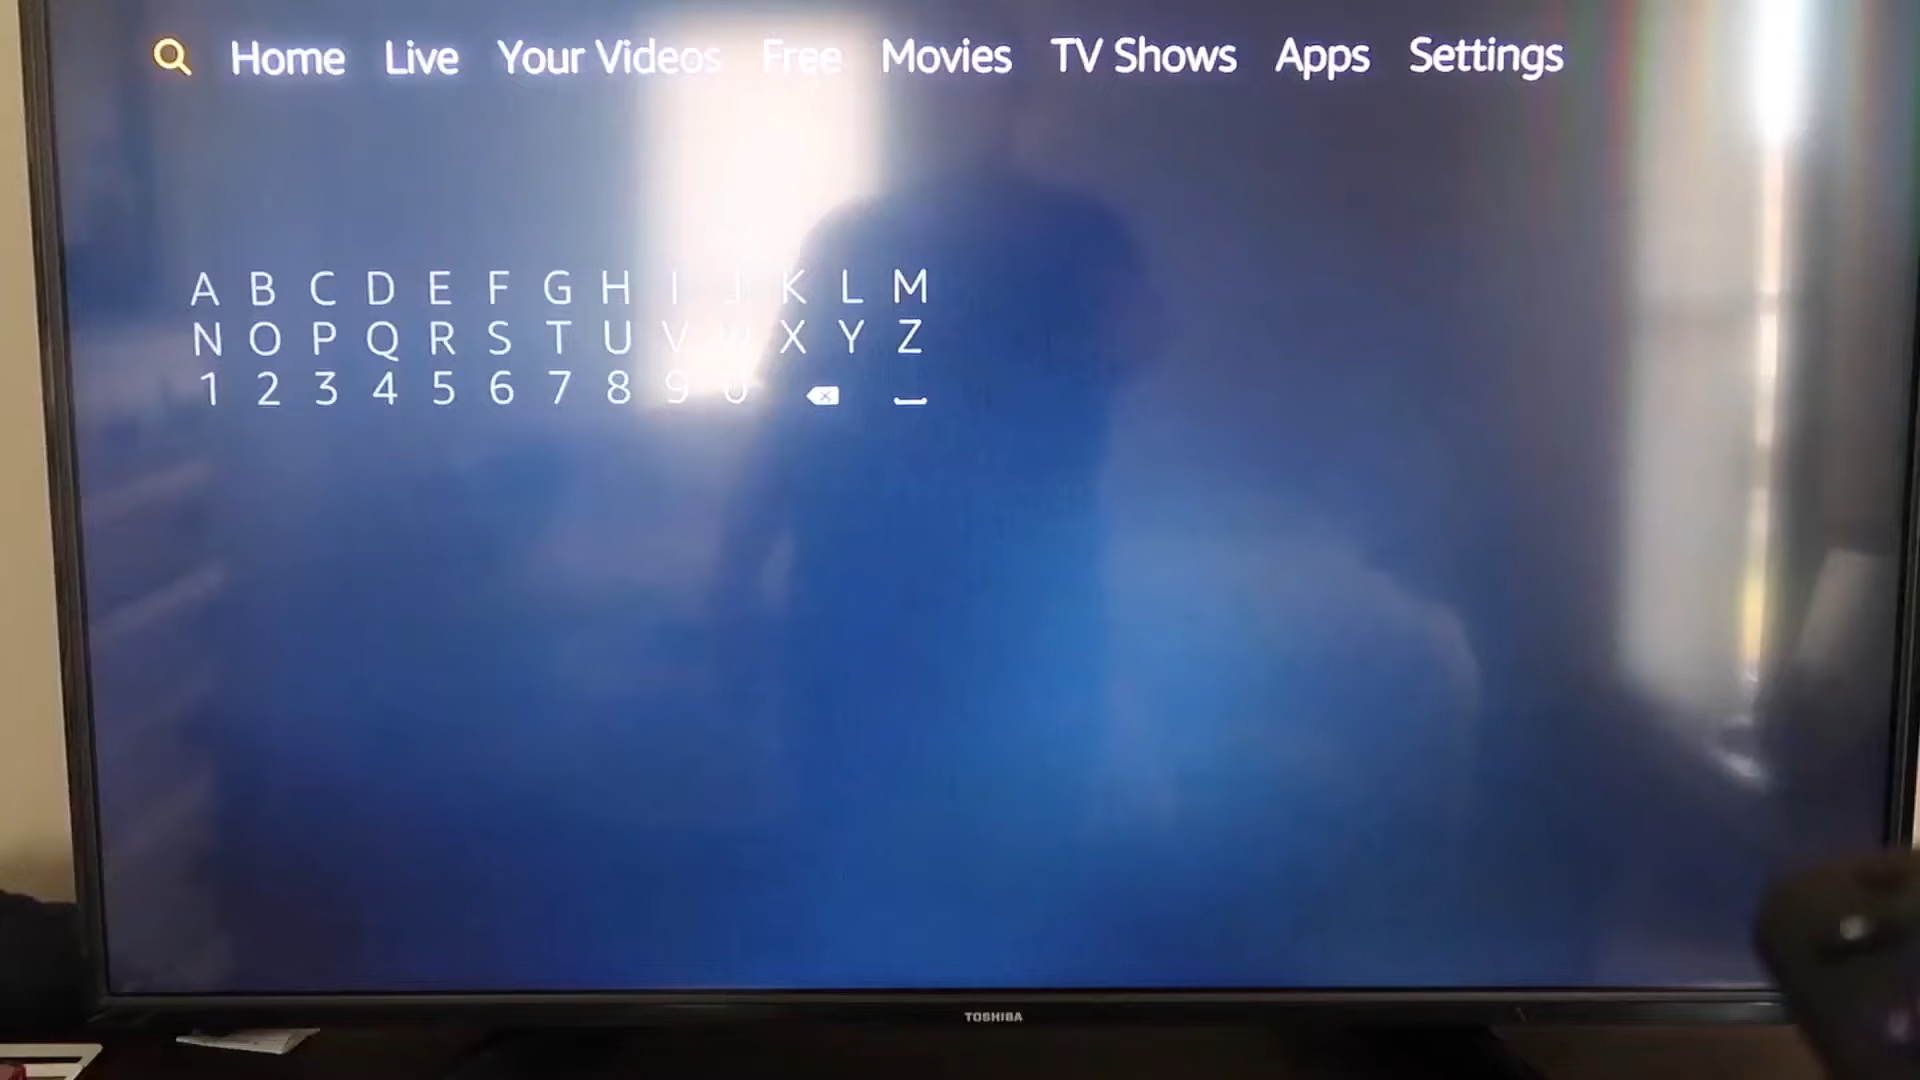 Home Live Your Videos Free Movies TV Shows Apps Settings
A B C D E F G H I J K L M
N O P Q R S T U V W X Y Z
1 2 3 4 5 6 7 8 9 0
TOSHIBA